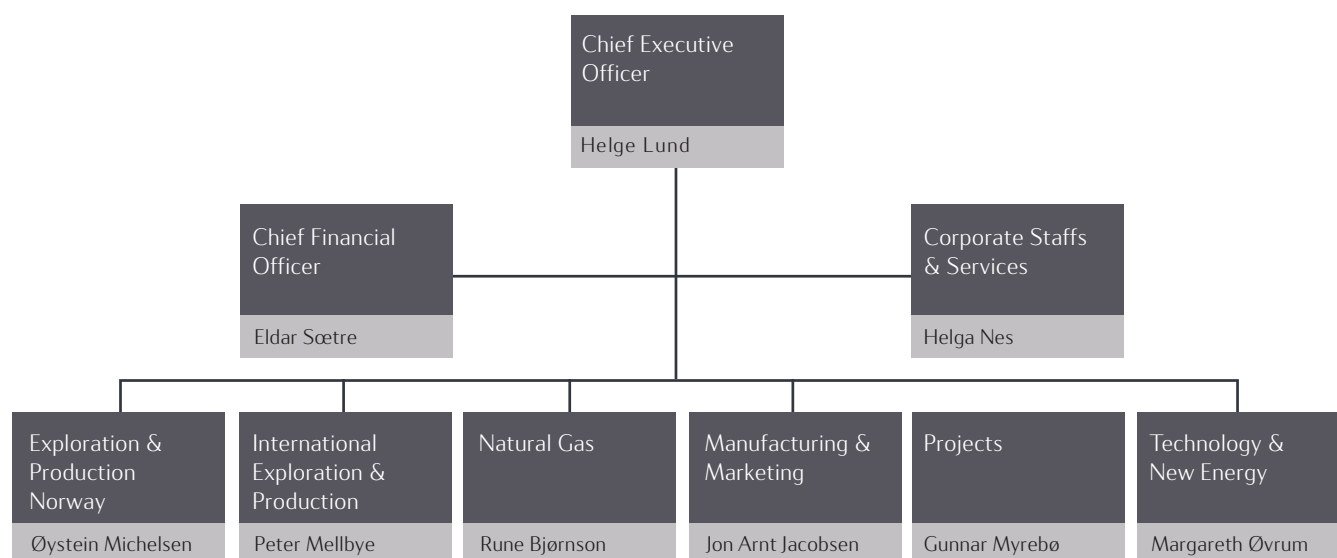 Chief Executive
Officer
Helge Lund
Chief Financial
Officer
Eldar Sœtre
Corporate Staffs
& Services
Helga Nes
Exploration &
Production
Norway
Øystein Michelsen
International
Exploration &
Production
Peter Mellbye
Natural Gas
Rune Bjørnson
Manufacturing &
Marketing
Jon Arnt Jacobsen
Projects
Gunnar Myrebø
Technology &
New Energy
Margareth Øvrum